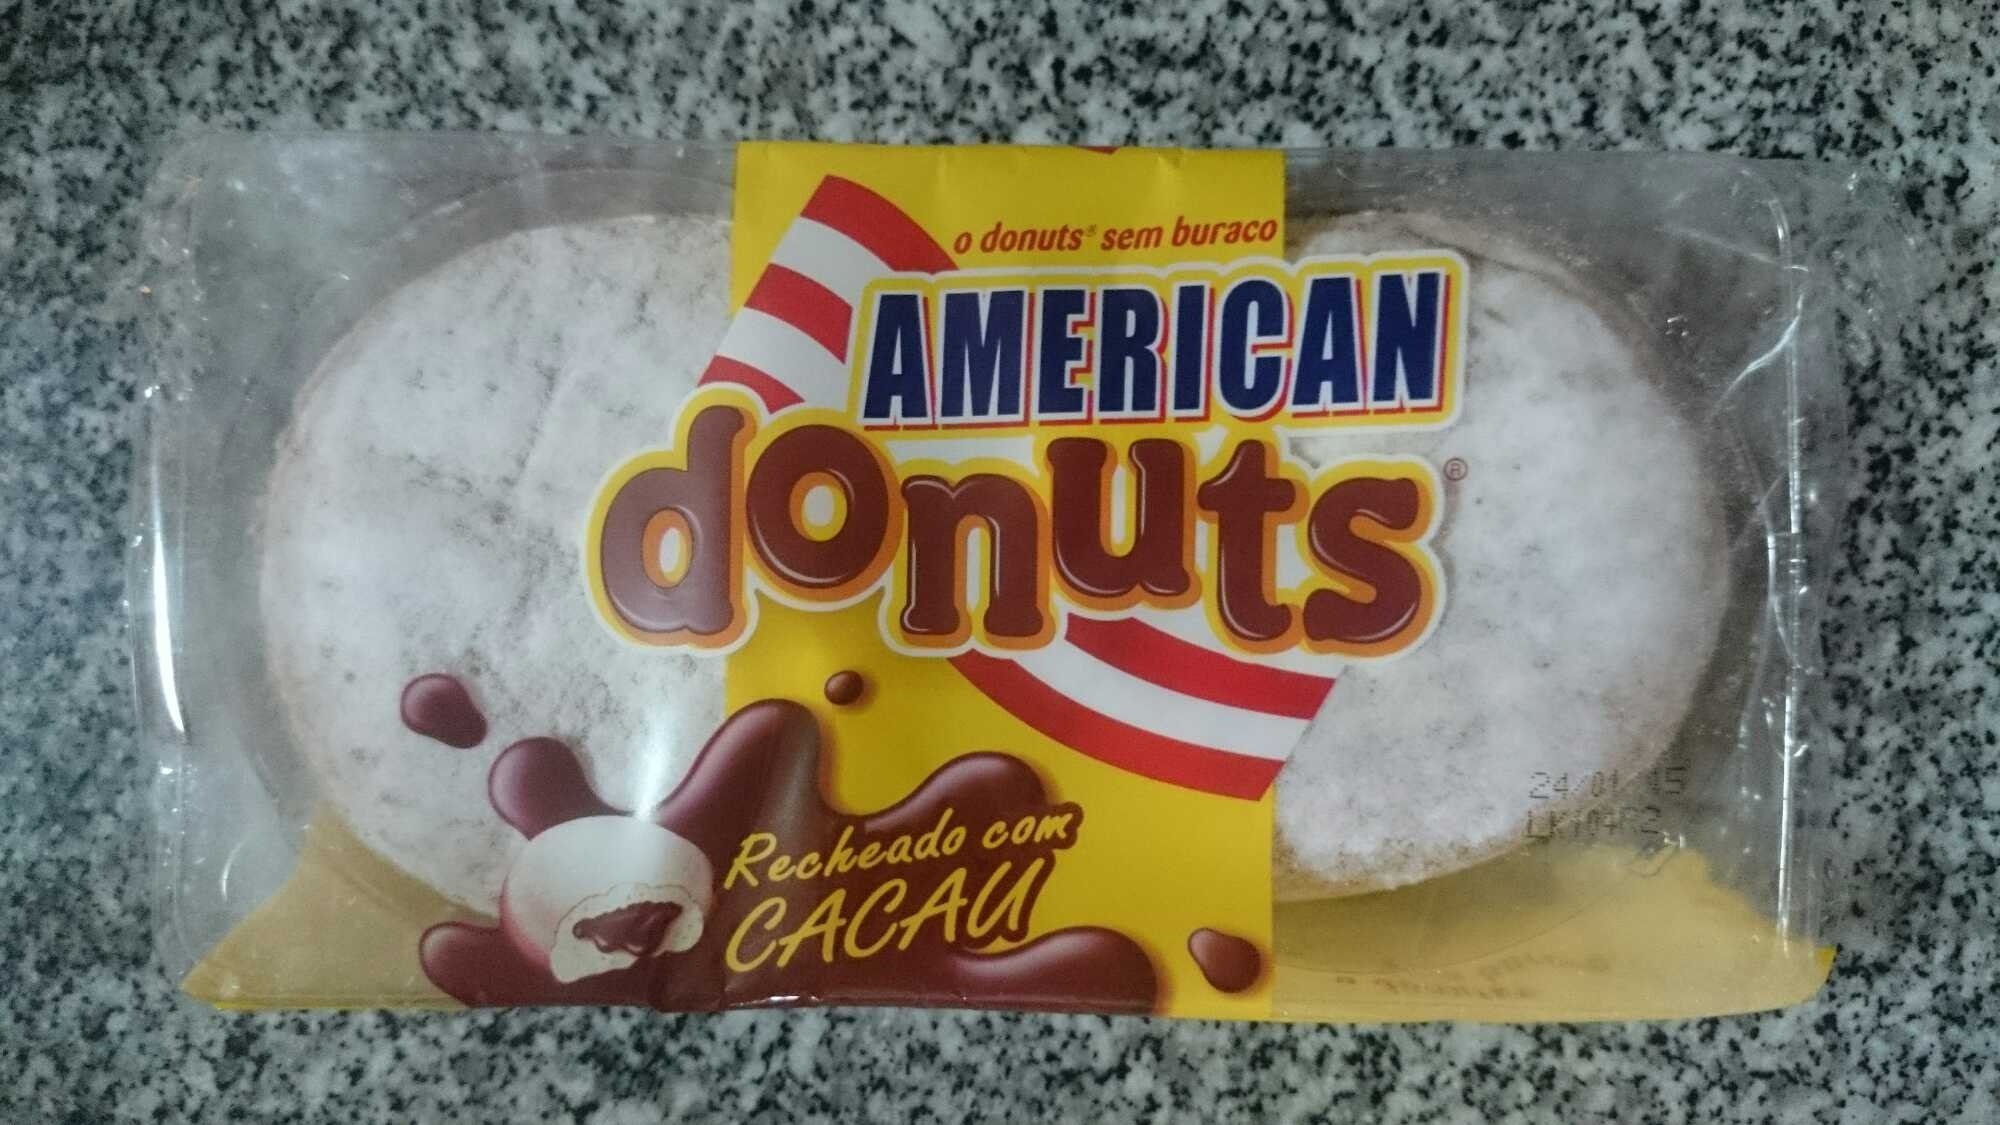 o donuts® sem buraco
AMERICAN
donuts®
Recheado com
CACAU
24/01 15